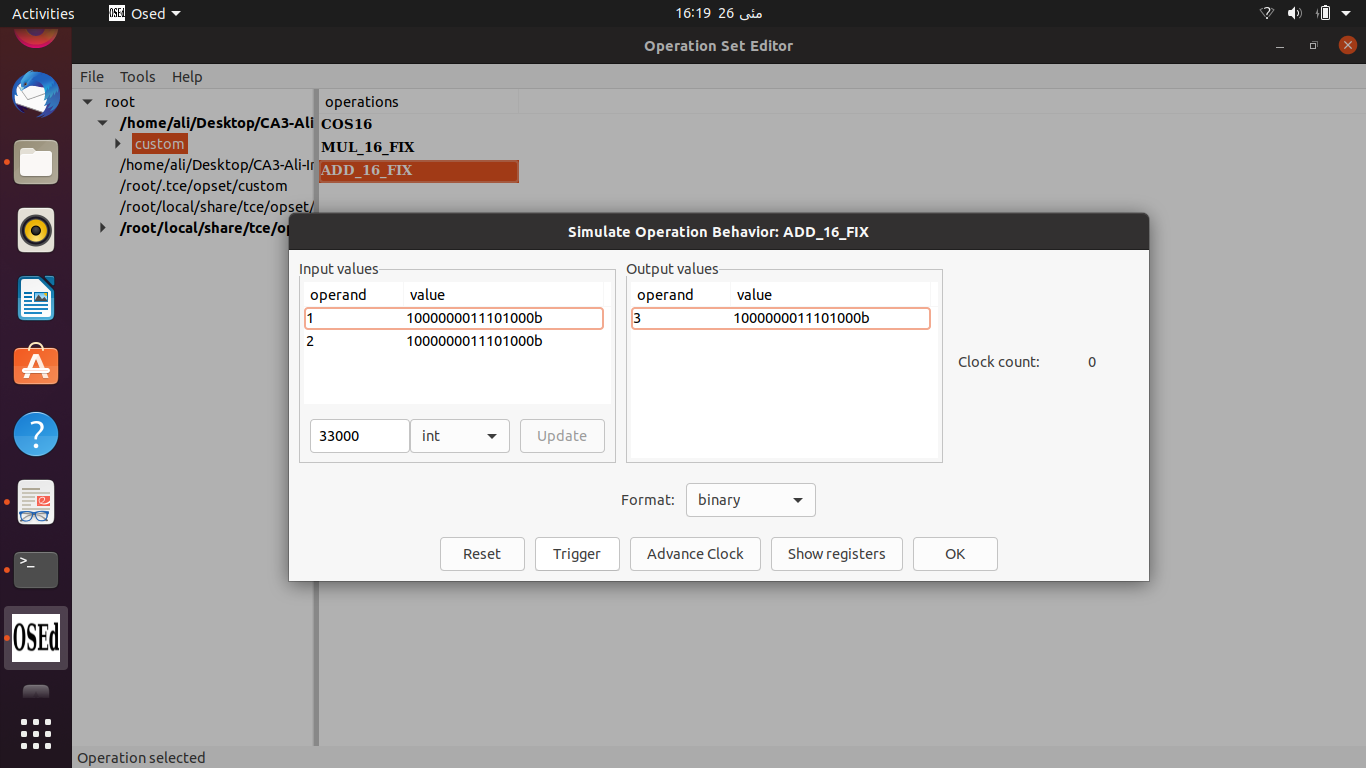 Activities
OSEd Osed
16:19 26 مئی
Operation Set Editor
File Tools Help
root
/home/ali/Desktop/CA3-Ali
custom
/home/ali/Desktop/CA3-Ali-Ir
/root/.tce/opset/custom
/root/local/share/tce/opset/
/root/local/share/tce/op
operations
COS16
MUL_16_FIX
ADD_16_FIX
Simulate Operation Behavior: ADD_16_FIX
Input values
operand value
1 1000000011101000b
2 1000000011101000b
33000 int Update
Output values
operand value
3 1000000011101000b
Clock count: 0
Format: binary
Reset Trigger Advance Clock Show registers OK
OSEd
Operation selected